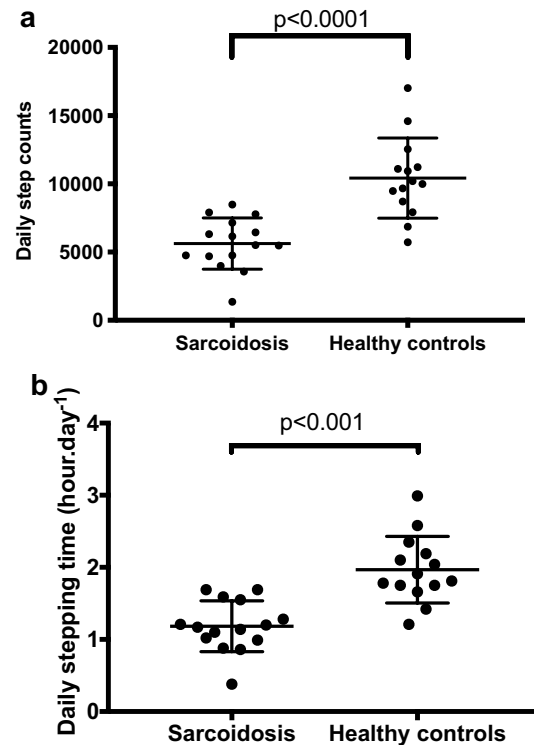 a
p<0.0001
Daily step counts
20000
15000
10000
5000
0
Sarcoidosis Healthy controls
b
p<0.001
Daily stepping time (hour.day-1)
4
3
2
1
0
Sarcoidosis Healthy controls